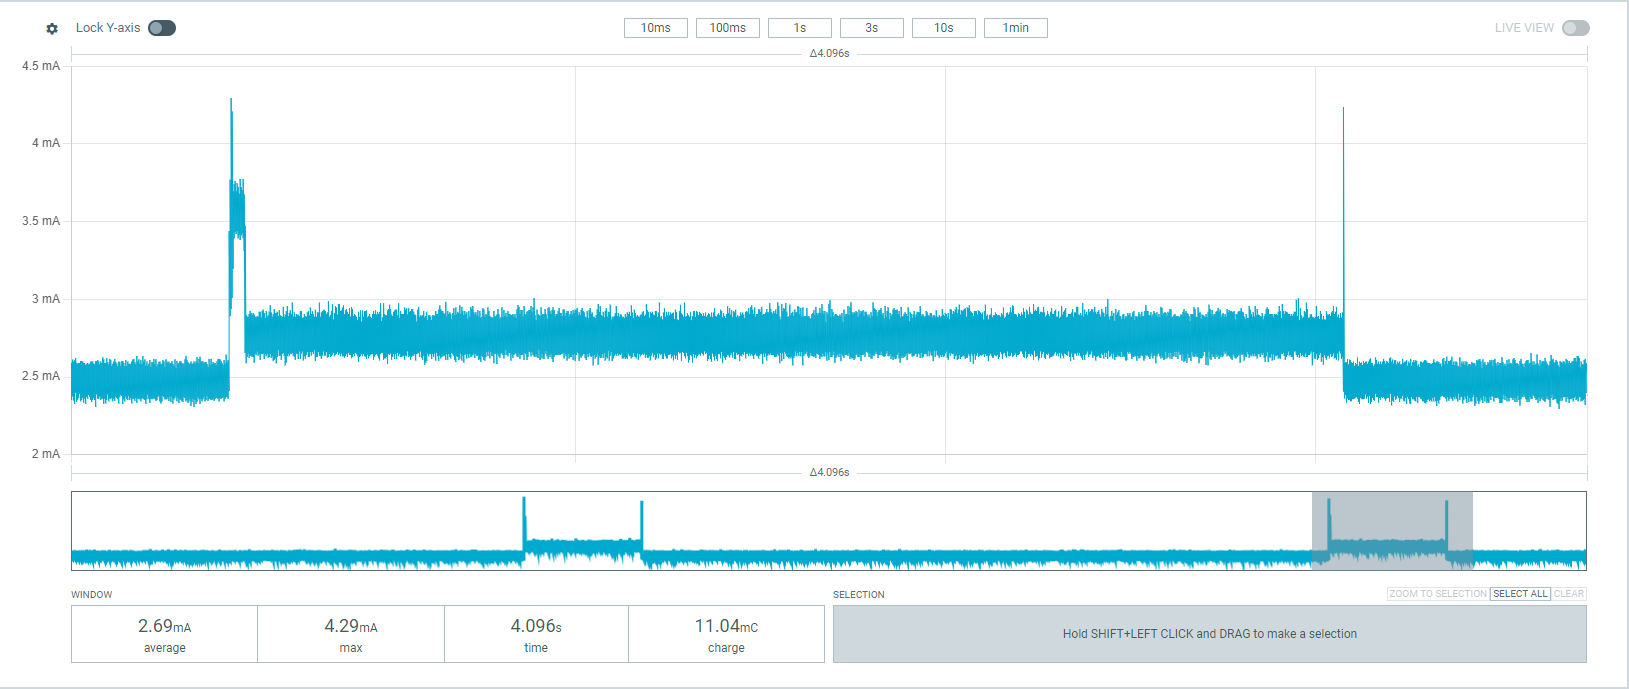 Lock Y-axis 10ms 100ms 1s 3s 10s 1min LIVE VIEW
Δ4.096s
4.5 mA
4 mA
3.5 mA
3 mA
2.5 mA
2 mA
Δ4.096s
WINDOW SELECTION ZOOM TO SELECTION SELECT ALL CLEAR
2.69mA 4.29mA 4.096s 11.04mC
average max time charge
Hold SHIFT+LEFT CLICK and DRAG to make a selection